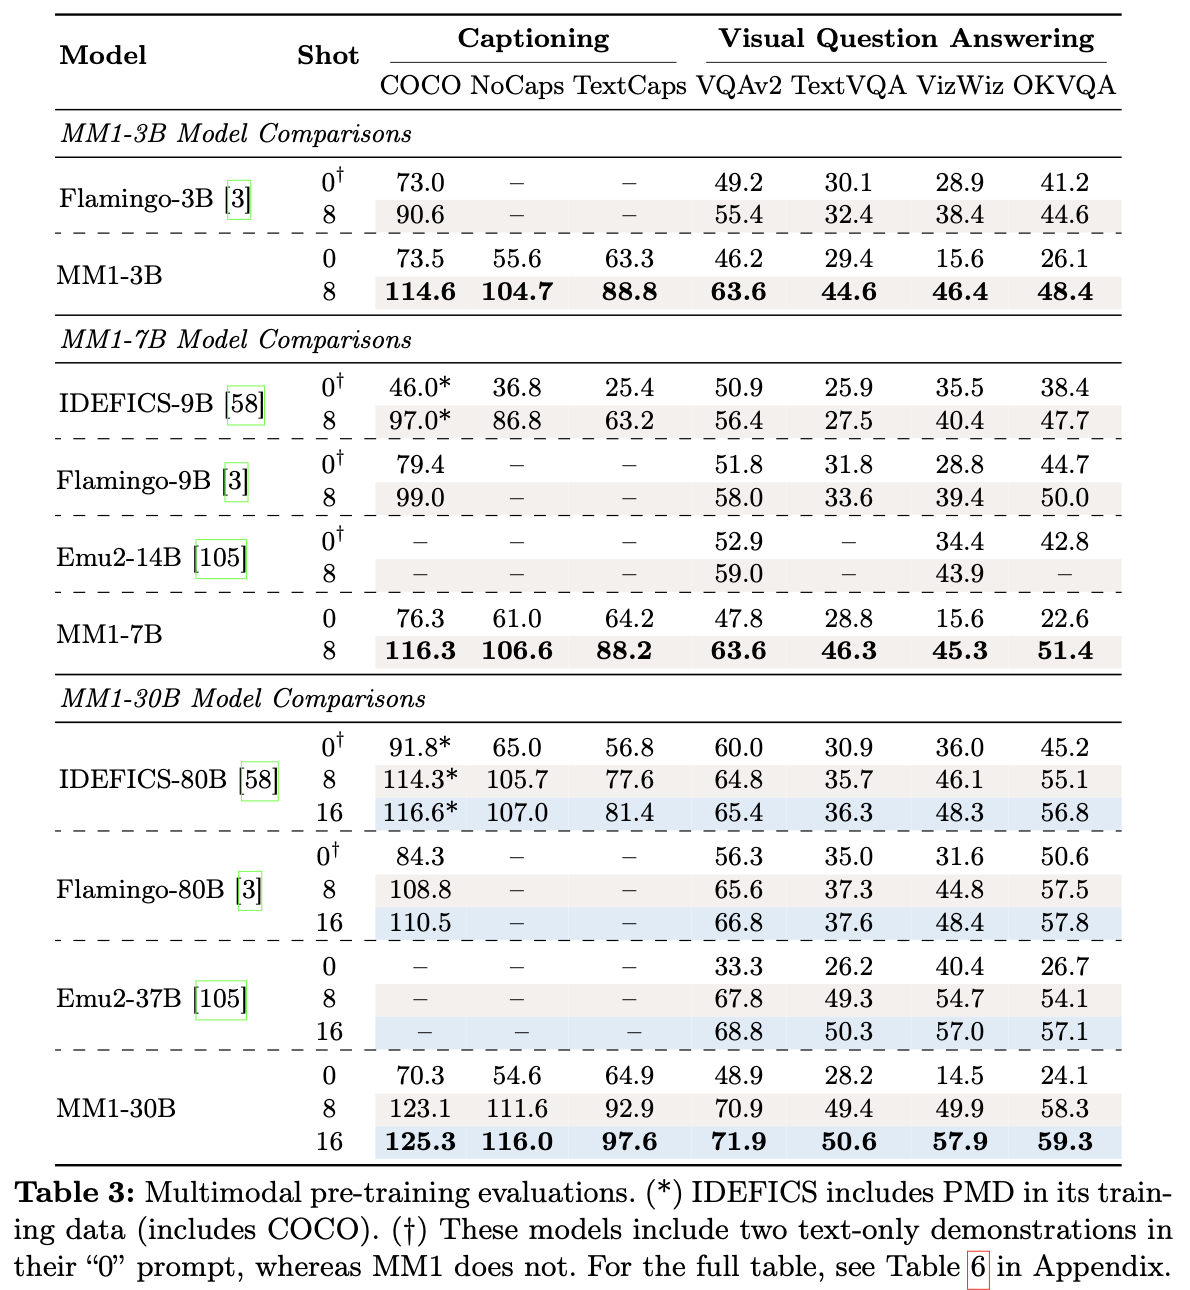 Model Shot Captioning Visual Question Answering
COCO NoCaps TextCaps VQAv2 TextVQA VizWiz OKVQA
MM1-3B Model Comparisons
Flamingo-3B [3] 0† 73.0 – – 49.2 30.1 28.9 41.2
8 90.6 – – 55.4 32.4 38.4 44.6
MM1-3B 0 73.5 55.6 63.3 46.2 29.4 15.6 26.1
8 114.6 104.7 88.8 63.6 44.6 46.4 48.4
MM1-7B Model Comparisons
IDEFICS-9B [58] 0† 46.0* 36.8 25.4 50.9 25.9 35.5 38.4
8 97.0* 86.8 63.2 56.4 27.5 40.4 47.7
Flamingo-9B [3] 0† 79.4 – – 51.8 31.8 28.8 44.7
8 99.0 – – 58.0 33.6 39.4 50.0
Emu2-14B [105] 0† – – – 52.9 – 34.4 42.8
8 – – – 59.0 – 43.9 –
MM1-7B 0 76.3 61.0 64.2 47.8 28.8 15.6 22.6
8 116.3 106.6 88.2 63.6 46.3 45.3 51.4
MM1-30B Model Comparisons
IDEFICS-80B [58] 0† 91.8* 65.0 56.8 60.0 30.9 36.0 45.2
8 114.3* 105.7 77.6 64.8 35.7 46.1 55.1
16 116.6* 107.0 81.4 65.4 36.3 48.3 56.8
Flamingo-80B [3] 0† 84.3 – – 56.3 35.0 31.6 50.6
8 108.8 – – 65.6 37.3 44.8 57.5
16 110.5 – – 66.8 37.6 48.4 57.8
Emu2-37B [105] 0 – – – 33.3 26.2 40.4 26.7
8 – – – 67.8 49.3 54.7 54.1
16 – – – 68.8 50.3 57.0 57.1
MM1-30B 0 70.3 54.6 64.9 48.9 28.2 14.5 24.1
8 123.1 111.6 92.9 70.9 49.4 49.9 58.3
16 125.3 116.0 97.6 71.9 50.6 57.9 59.3
Table 3: Multimodal pre-training evaluations. (*) IDEFICS includes PMD in its train-
ing data (includes COCO). (†) These models include two text-only demonstrations in
their “0” prompt, whereas MM1 does not. For the full table, see Table 6 in Appendix.